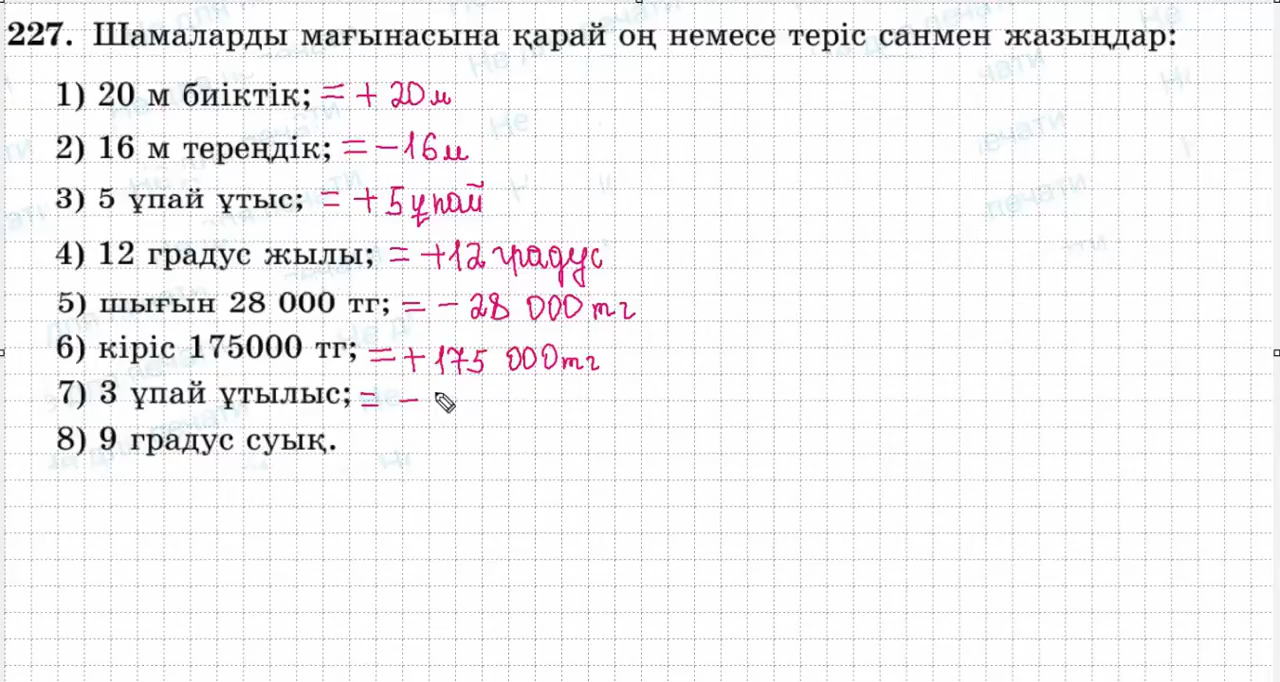 227. Шамаларды мағынасына қарай оң немесе теріс санмен жазыңдар:
1) 20 м биіктік; = + 20 м
2) 16 м тереңдік; = - 16 м
3) 5 ұпай ұтыс; = + 5 ұпай
4) 12 градус жылы; = + 12 градус
5) шығын 28 000 тг; = - 28 000 тг
6) кіріс 175000 тг; = + 175 000 тг
7) 3 ұпай ұтылыс; = -
8) 9 градус суық.